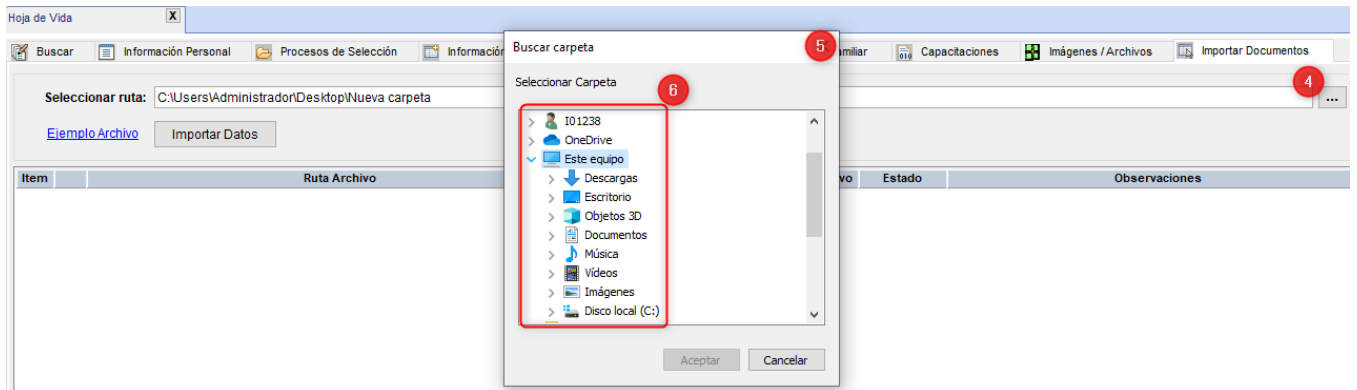 Hoja de Vida X
Buscar Información Personal Procesos de Selección Información Buscar carpeta 5 amiliar Capacitaciones Imágenes / Archivos Importar Documentos
Seleccionar Carpeta 6 4
Seleccionar ruta: C:\Users\Administrador\Desktop\Nueva carpeta ...
Ejemplo Archivo Importar Datos
I01238
OneDrive
Este equipo
Item Ruta Archivo Descargas vo Estado Observaciones
Escritorio
Objetos 3D
Documentos
Música
Vídeos
Imágenes
Disco local (C:)
Aceptar Cancelar